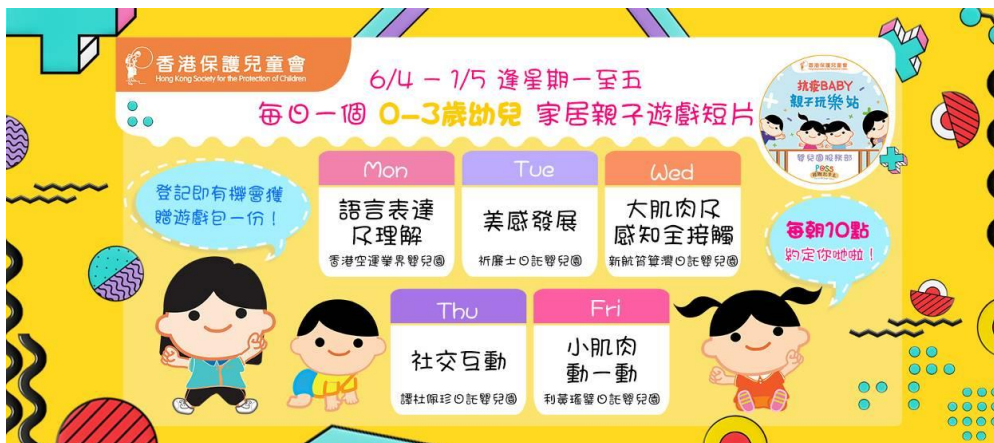 香港保護兒童會
Hong Kong Society for the Protection of Children
6/4 - 1/5 逢星期一至五
每日一個 0-3歲幼兒 家居親子遊戲短片
香港保護兒童會
抗疫BABY
親子玩樂站
嬰兒園服務部
登記即有機會獲
贈遊戲包一份！
Mon
語言表達
及理解
香港空運業界嬰兒園
Tue
美感發展
祈廉士日託嬰兒園
Wed
大肌肉及
感知全接觸
新航筲箕灣日託嬰兒園
每朝10點
約定你哋啦！
Thu
社交互動
譚杜佩珍日託嬰兒園
Fri
小肌肉
動一動
利黃瑤璧日託嬰兒園